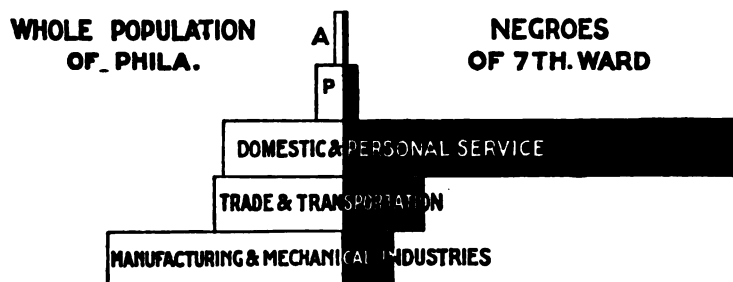 WHOLE POPULATION
OF PHILA.
NEGROES
OF 7TH. WARD
A
P
DOMESTIC & PERSONAL SERVICE
TRADE & TRANSPORTATION
MANUFACTURING & MECHANICAL INDUSTRIES